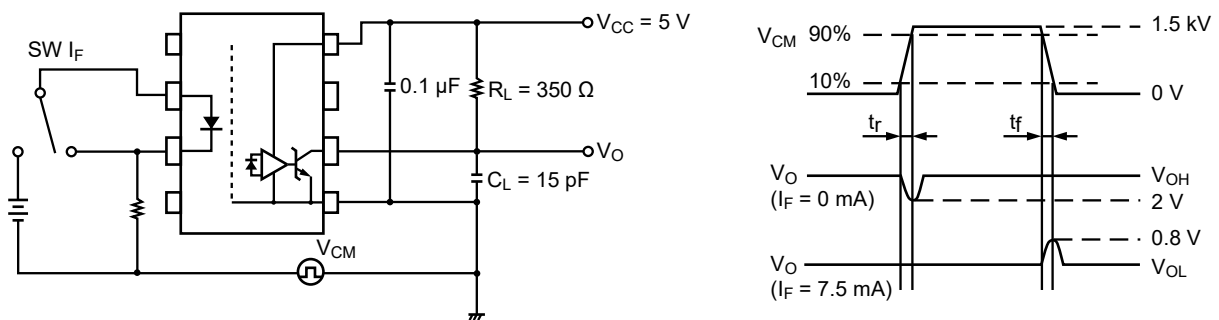 SW I_F
V_CC = 5 V
0.1 µF
R_L = 350 Ω
V_O
C_L = 15 pF
V_CM
V_CM 90%
1.5 kV
10%
0 V
t_r
t_f
V_O
(I_F = 0 mA)
V_OH
2 V
0.8 V
V_O
(I_F = 7.5 mA)
V_OL